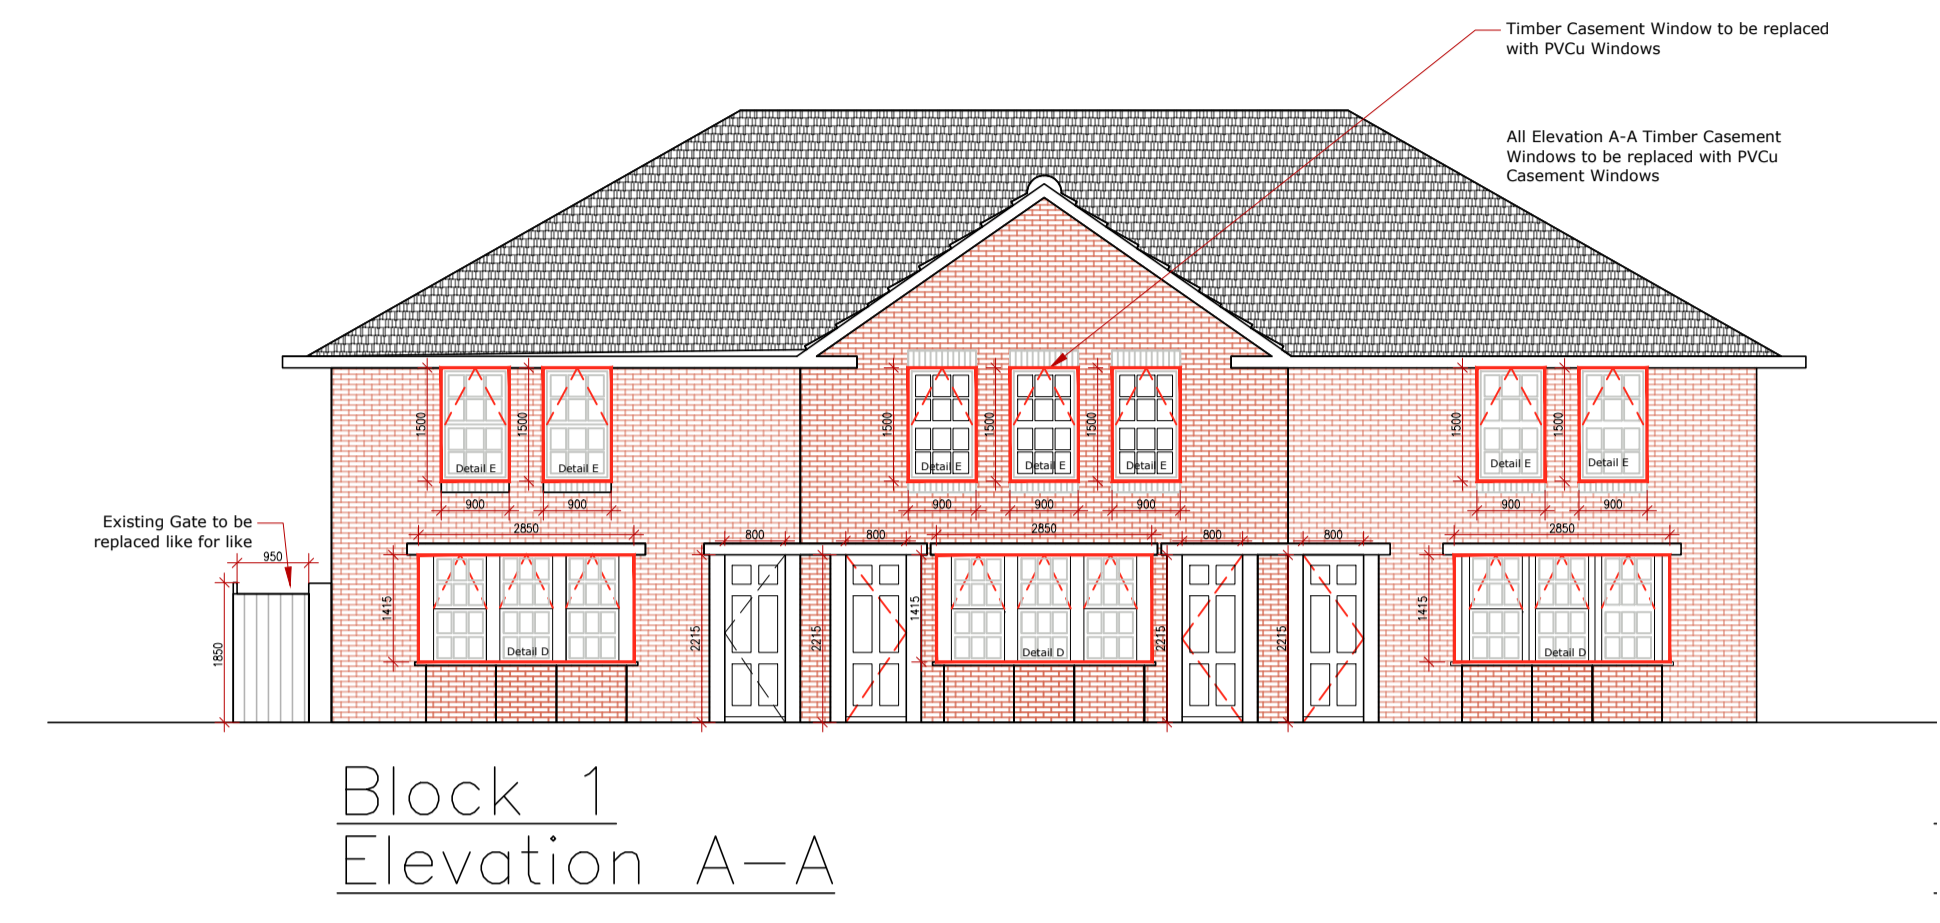 Timber Casement Window to be replaced
with PVCu Windows
All Elevation A-A Timber Casement
Windows to be replaced with PVCu
Casement Windows
1500
1500
1500
1500
1500
1500
1500
Detail E
Detail E
Detail E
Detail E
Detail E
Detail E
Detail E
900
900
900
900
900
900
900
Existing Gate to be
replaced like for like
950
1850
2850
800
800
2850
800
800
2850
1415
2215
2215
1415
2215
2215
1415
Detail D
Detail D
Detail D
Block 1
Elevation A-A